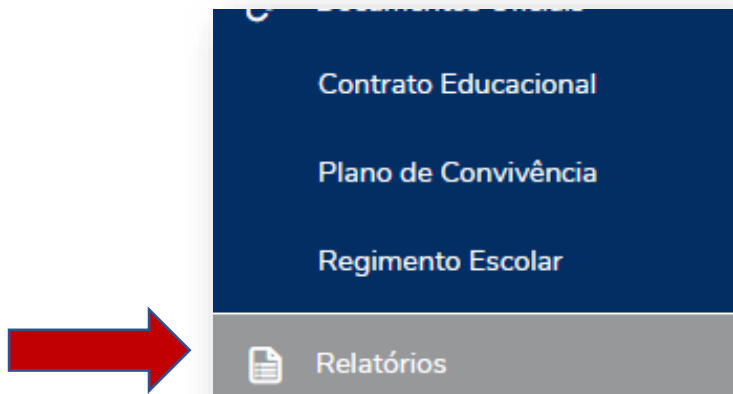 Contrato Educacional
Plano de Convivência
Regimento Escolar
Relatórios